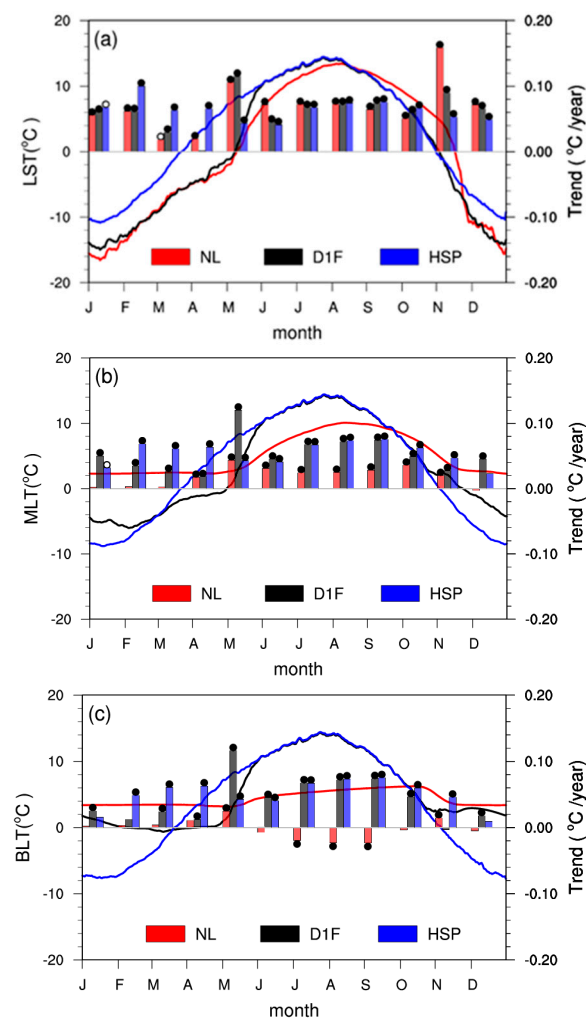 (a)
20
10
0
-10
-20
LST(°C)
0.20
0.10
0.00
-0.10
-0.20
Trend ( °C /year)
NL D1F HSP
J F M A M J J A S O N D
month
(b)
20
10
0
-10
-20
MLT(°C)
0.20
0.10
0.00
-0.10
-0.20
Trend ( °C /year)
NL D1F HSP
J F M A M J J A S O N D
month
(c)
20
10
0
-10
-20
BLT(°C)
0.20
0.10
0.00
-0.10
-0.20
Trend ( °C /year)
NL D1F HSP
J F M A M J J A S O N D
month